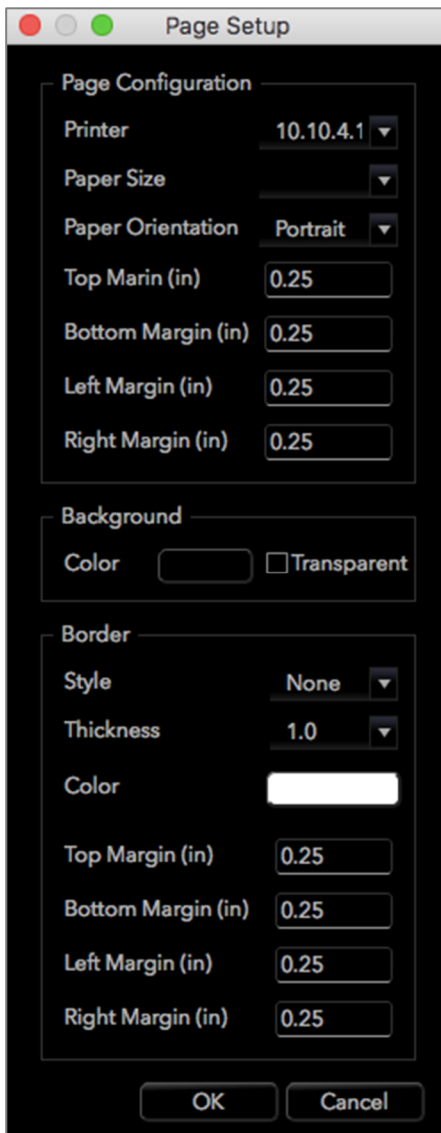 Page Setup
Page Configuration
Printer 10.10.4.1
Paper Size
Paper Orientation Portrait
Top Marin (in) 0.25
Bottom Margin (in) 0.25
Left Margin (in) 0.25
Right Margin (in) 0.25
Background
Color Transparent
Border
Style None
Thickness 1.0
Color
Top Margin (in) 0.25
Bottom Margin (in) 0.25
Left Margin (in) 0.25
Right Margin (in) 0.25
OK Cancel